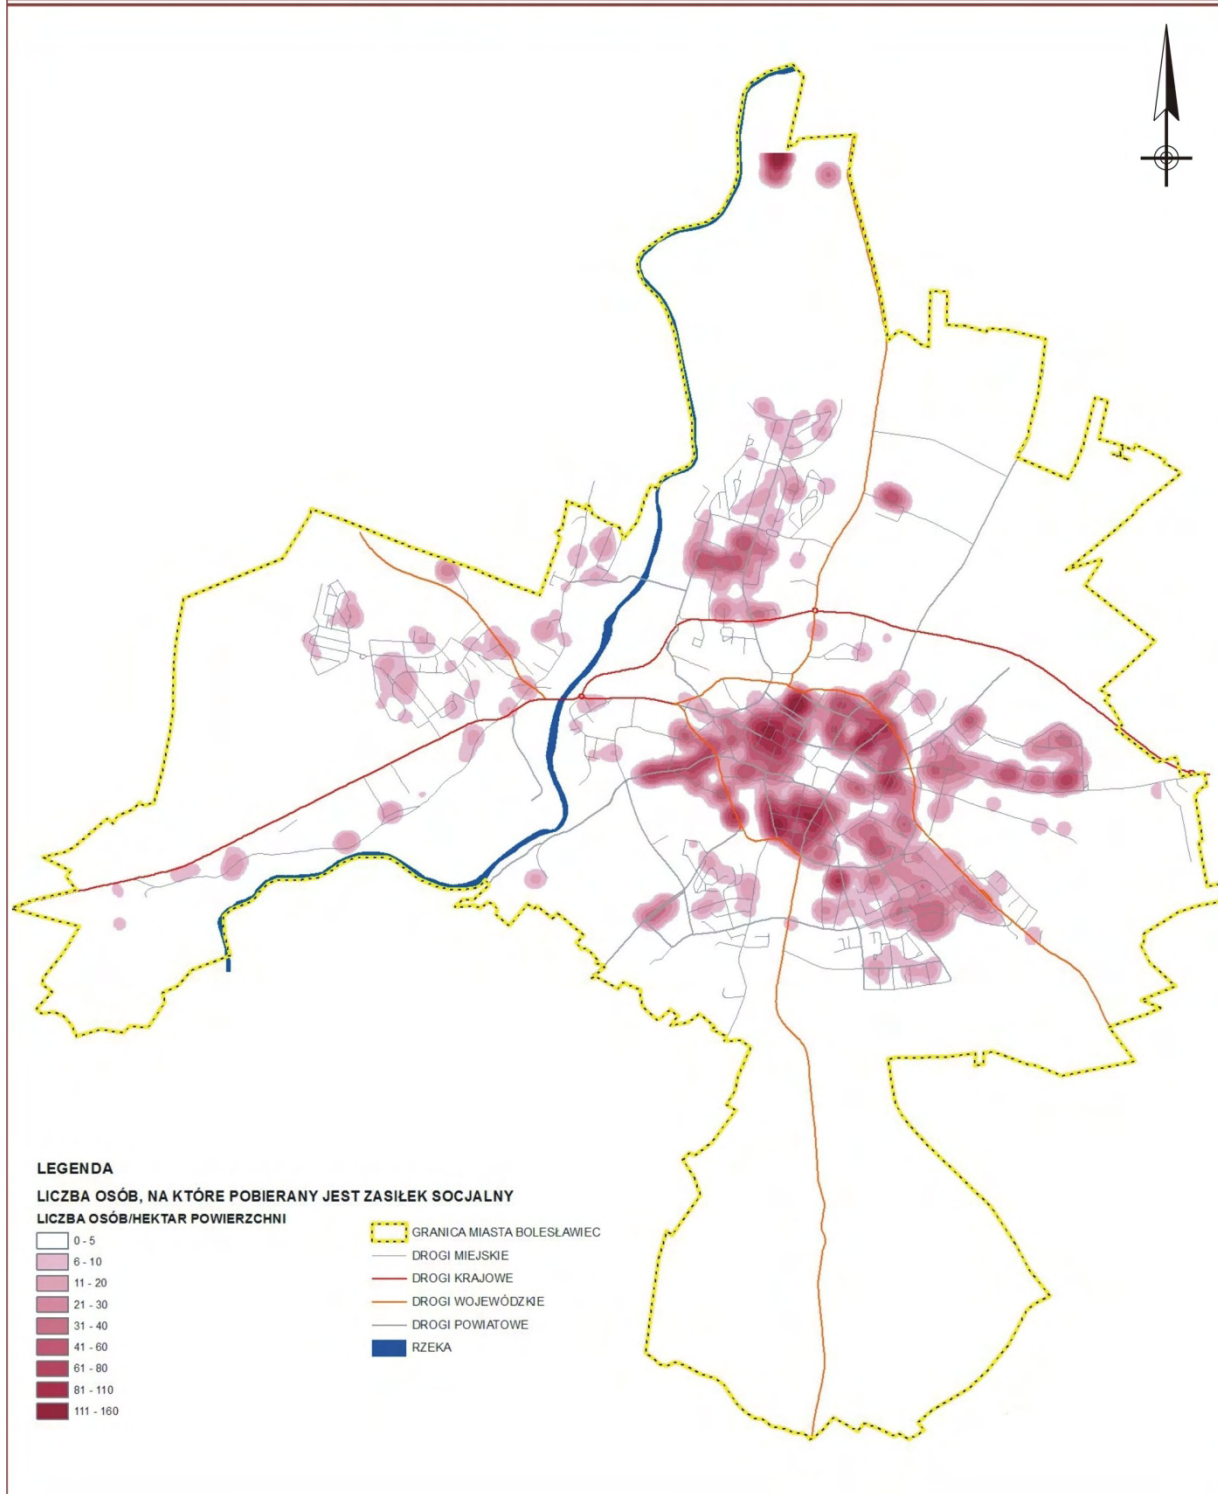 LEGENDA
LICZBA OSÓB, NA KTÓRE POBIERANY JEST ZASIŁEK SOCJALNY
LICZBA OSÓB/HEKTAR POWIERZCHNI
0 - 5
6 - 10
11 - 20
21 - 30
31 - 40
41 - 60
61 - 80
81 - 110
111 - 160
GRANICA MIASTA BOLESŁAWIEC
DROGI MIEJSKIE
DROGI KRAJOWE
DROGI WOJEWÓDZKIE
DROGI POWIATOWE
RZEKA